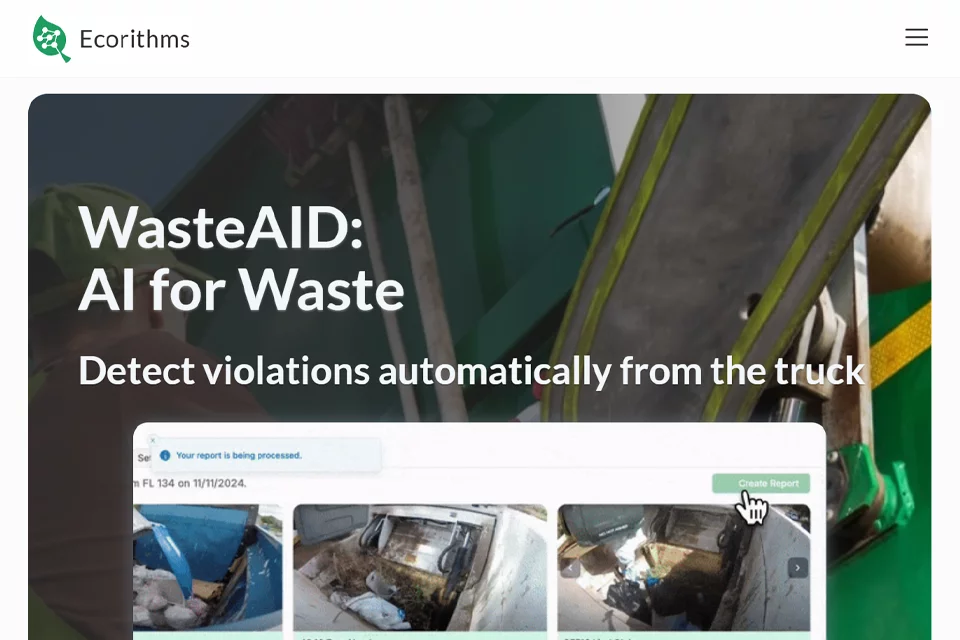 Ecorithms
WasteAID:
AI for Waste
Detect violations automatically from the truck
Your report is being processed.
FL 134 on 11/11/2024.
Create Report